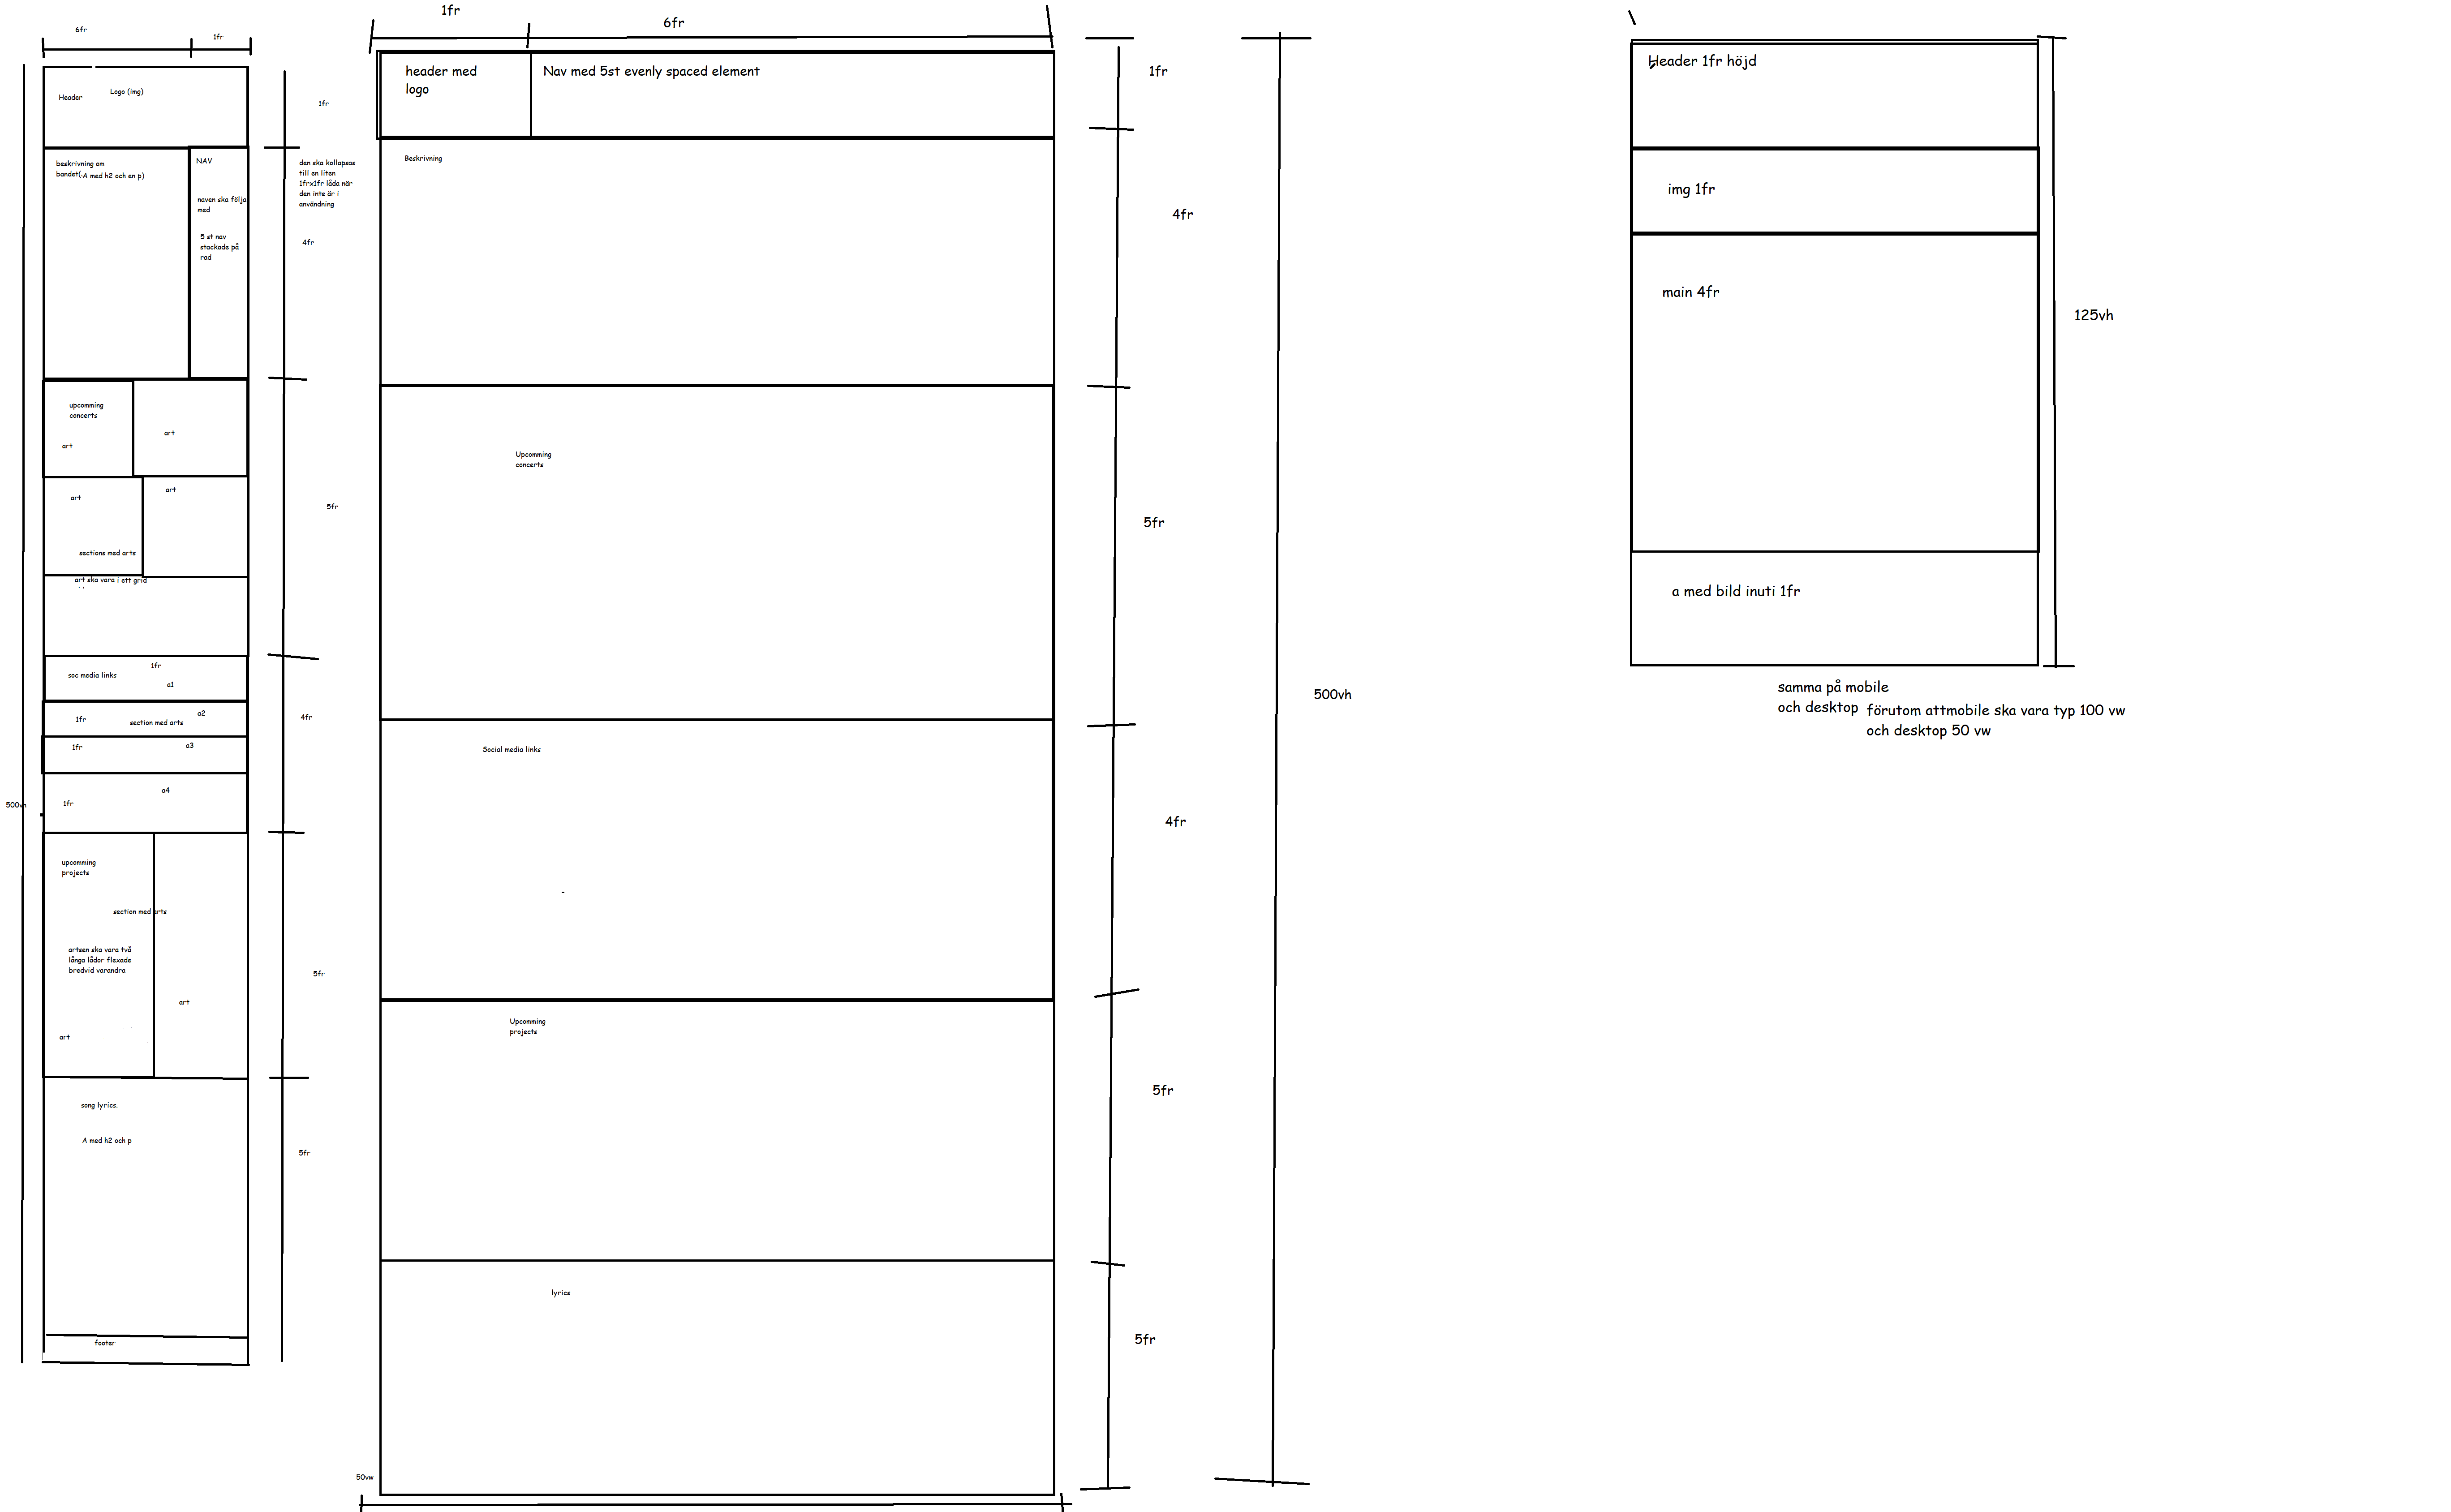 6fr
1fr
Header
Logo (img)
1fr
beskrivning om
bandet(.A med h2 och en p)
NAV
naven ska följa
med
5 st nav
stackade på
rad
den ska kollapsas
till en liten
1frx1fr låda när
den inte är i
användning
4fr
upcomming
concerts
art
art
art
art
sections med arts
art ska vara i ett grid
5fr
soc media links
1fr
a1
1fr
section med arts
a2
1fr
a3
1fr
a4
4fr
500vh
upcomming
projects
section med arts
artsen ska vara två
långa lådor flexade
bredvid varandra
art
art
5fr
song lyrics.
A med h2 och p
5fr
footer
1fr
6fr
header med
logo
Nav med 5st evenly spaced element
1fr
Beskrivning
4fr
Upcomming
concerts
5fr
Social media links
4fr
Upcomming
projects
5fr
lyrics
5fr
50vw
500vh
Header 1fr höjd
img 1fr
main 4fr
a med bild inuti 1fr
125vh
samma på mobile
och desktop
förutom attmobile ska vara typ 100 vw
och desktop 50 vw